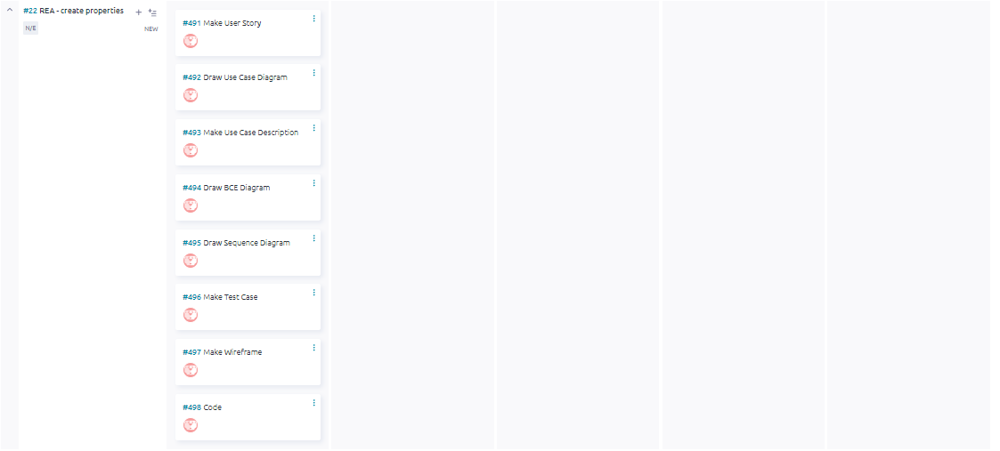 #22 REA - create properties
N/E
NEW
#491 Make User Story
#492 Draw Use Case Diagram
#493 Make Use Case Description
#494 Draw BCE Diagram
#495 Draw Sequence Diagram
#496 Make Test Case
#497 Make Wireframe
#498 Code